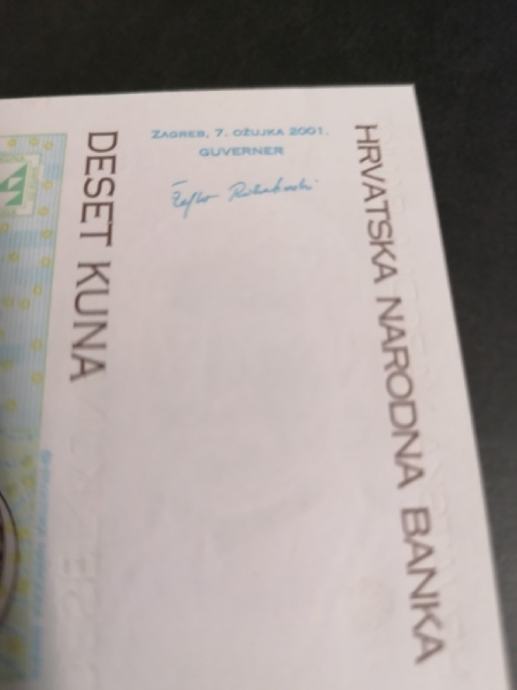 ZAGREB, 7. OŽUJKA 2001.
GUVERNER
DESET KUNA
HRVATSKA NARODNA BANKA